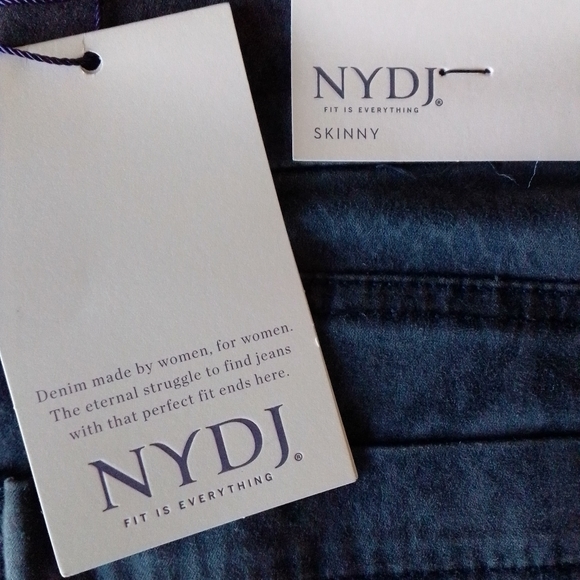 NYDJ®
FIT IS EVERYTHING
SKINNY
Denim made by women, for women.
The eternal struggle to find jeans
with that perfect fit ends here.
NYDJ®
FIT IS EVERYTHING